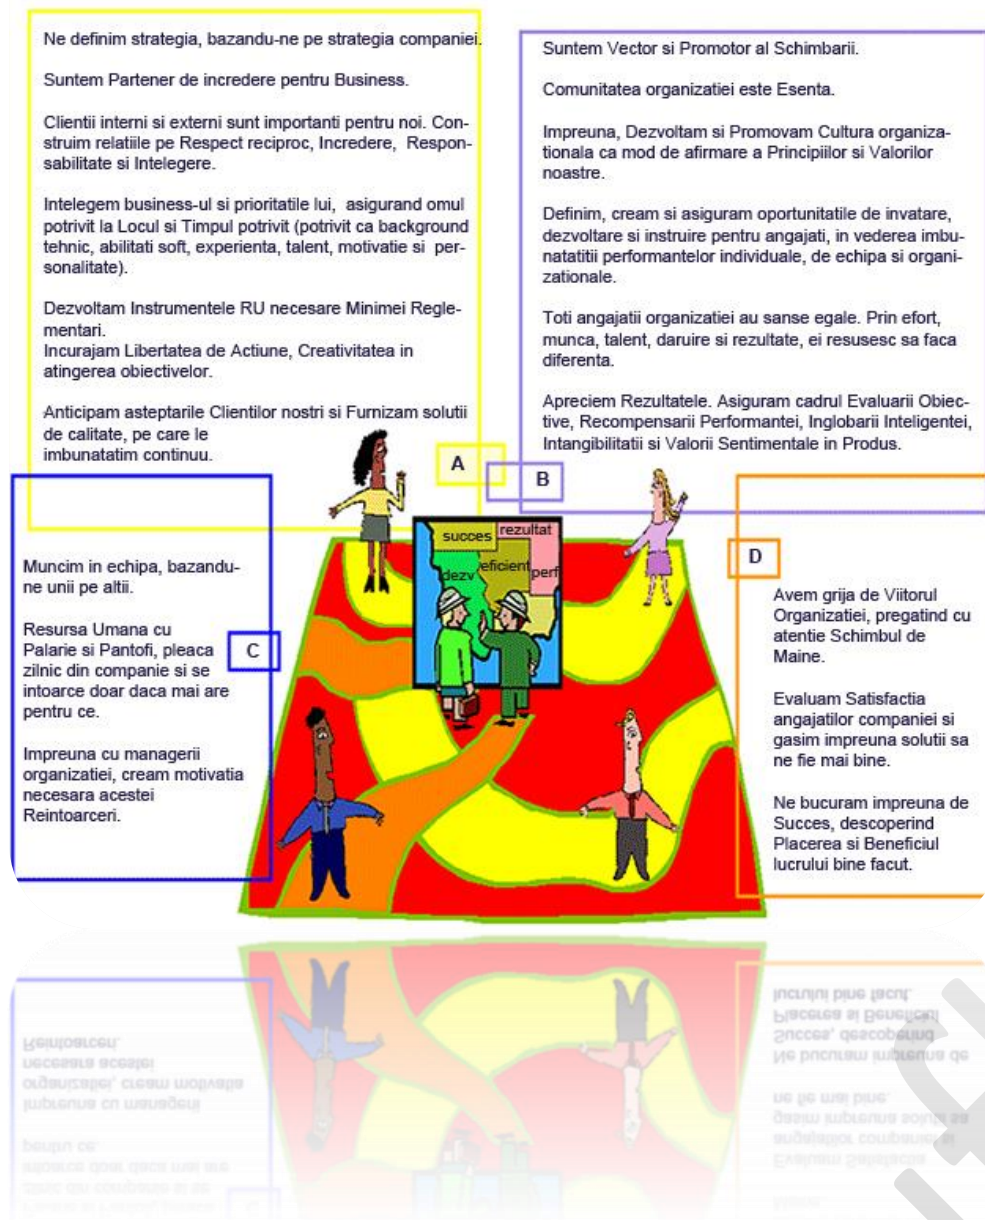 Ne definim strategia, bazandu-ne pe strategia companiei.
Suntem Partener de incredere pentru Business.
Clientii interni si externi sunt importanti pentru noi. Con-
struim relatiile pe Respect reciproc, Incredere, Respon-
sabilitate si Intelegere.
Intelegem business-ul si prioritatile lui, asigurand omul
potrivit la Locul si Timpul potrivit (potrivit ca background
tehnic, abilitati soft, experienta, talent, motivatie si per-
sonalitate).
Dezvoltam Instrumentele RU necesare Minimei Regle-
mentari.
Incurajam Libertatea de Actiune, Creativitatea in
atingerea obiectivelor.
Anticipam asteptarile Clientilor nostri si Furnizam solutii
de calitate, pe care le
imbunatatim continuu.
A
Suntem Vector si Promotor al Schimbarii.
Comunitatea organizatiei este Esenta.
Impreuna, Dezvoltam si Promovam Cultura organiza-
tionala ca mod de afirmare a Principiilor si Valorilor
noastre.
Definim, cream si asiguram oportunitatile de invatare,
dezvoltare si instruire pentru angajati, in vederea imbu-
natatitii performantelor individuale, de echipa si organi-
zationale.
Toti angajatii organizatiei au sanse egale. Prin efort,
munca, talent, daruire si rezultate, ei resusesc sa faca
diferenta.
Apreciem Rezultatele. Asiguram cadrul Evaluarii Obiec-
tive, Recompensarii Performantei, Inglobarii Inteligentei,
Intangibilitatii si Valorii Sentimentale in Produs.
B
succes
rezultat
dezv
eficient
perf
Muncim in echipa, bazandu-
ne unii pe altii.
Resursa Umana cu
Palarie si Pantofi, pleaca
zilnic din companie si se
intoarce doar daca mai are
pentru ce.
Impreuna cu managerii
organizatiei, cream motivatia
necesara acestei
Reintoarceri.
C
D
Avem grija de Viitorul
Organizatiei, pregatind cu
atentie Schimbul de
Maine.
Evaluam Satisfactia
angajatilor companiei si
gasim impreuna solutii sa
ne fie mai bine.
Ne bucuram impreuna de
Succes, descoperind
Placerea si Beneficiul
lucrului bine facut.